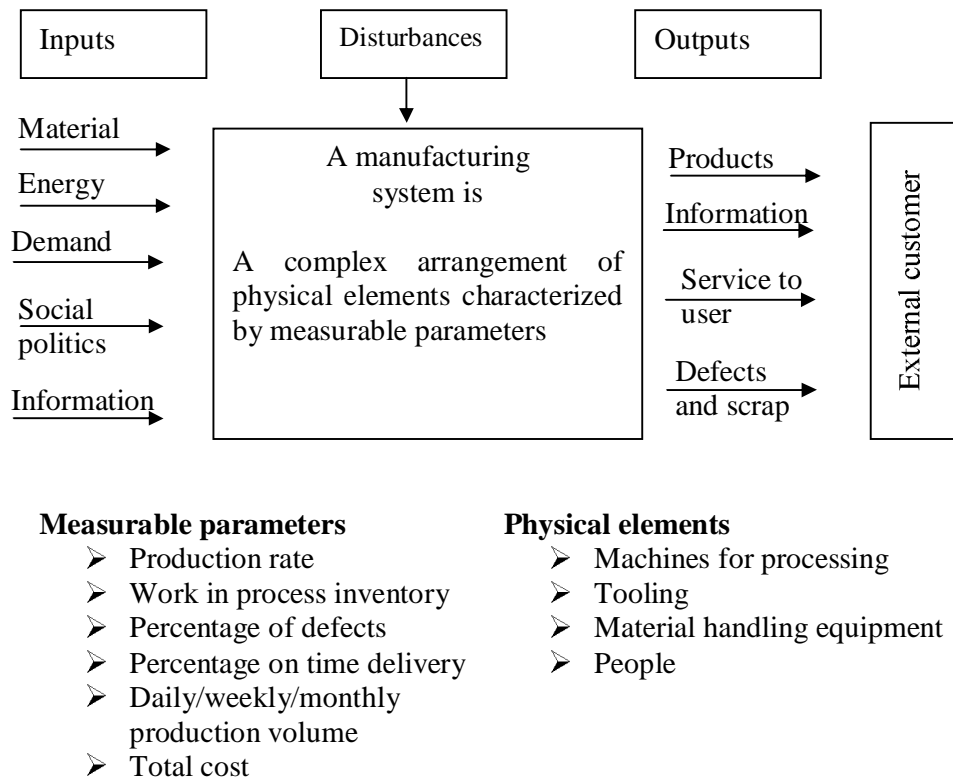 Inputs
Disturbances
Outputs
Material
Energy
Demand
Social
politics
Information
A manufacturing
system is
A complex arrangement of
physical elements characterized
by measurable parameters
Products
Information
Service to
user
Defects
and scrap
External customer
Measurable parameters
➢ Production rate
➢ Work in process inventory
➢ Percentage of defects
➢ Percentage on time delivery
➢ Daily/weekly/monthly
production volume
➢ Total cost
Physical elements
➢ Machines for processing
➢ Tooling
➢ Material handling equipment
➢ People